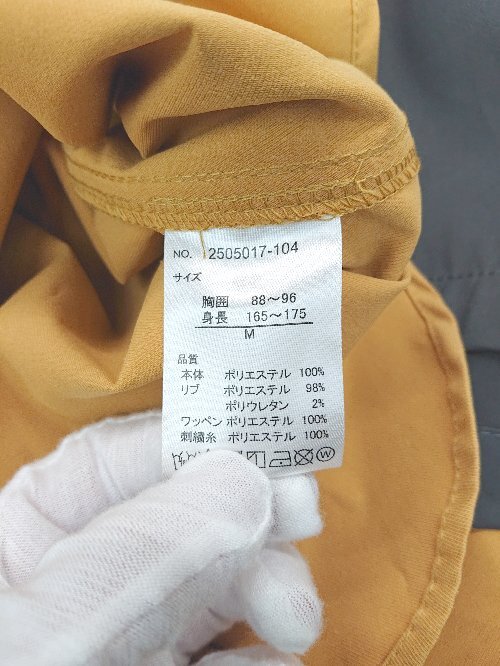 NO. 2505017-104
サイズ
胸囲 88～96
身長 165～175
M
品質
本体 ポリエステル 100%
リブ ポリエステル 98%
ポリウレタン 2%
ワッペン ポリエステル 100%
刺繍糸 ポリエステル 100%
W